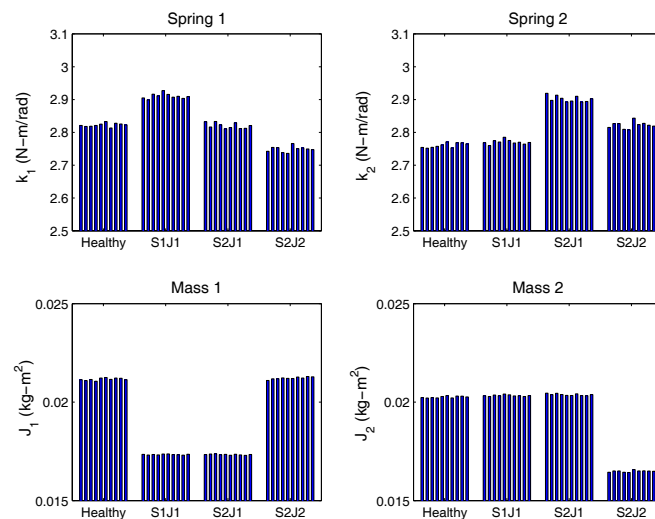 Spring 1
Spring 2
3.1
3
2.9
2.8
2.7
2.6
2.5
k1 (N−m/rad)
Healthy S1J1 S2J1 S2J2
3.1
3
2.9
2.8
2.7
2.6
2.5
k2 (N−m/rad)
Healthy S1J1 S2J1 S2J2
Mass 1
Mass 2
0.025
0.02
0.015
J1 (kg−m²)
Healthy S1J1 S2J1 S2J2
0.025
0.02
0.015
J2 (kg−m²)
Healthy S1J1 S2J1 S2J2